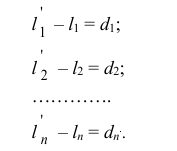 l'₁ – l₁ = d₁;
l'₂ – l₂ = d₂;
………….
l'ₙ – lₙ = dₙ.